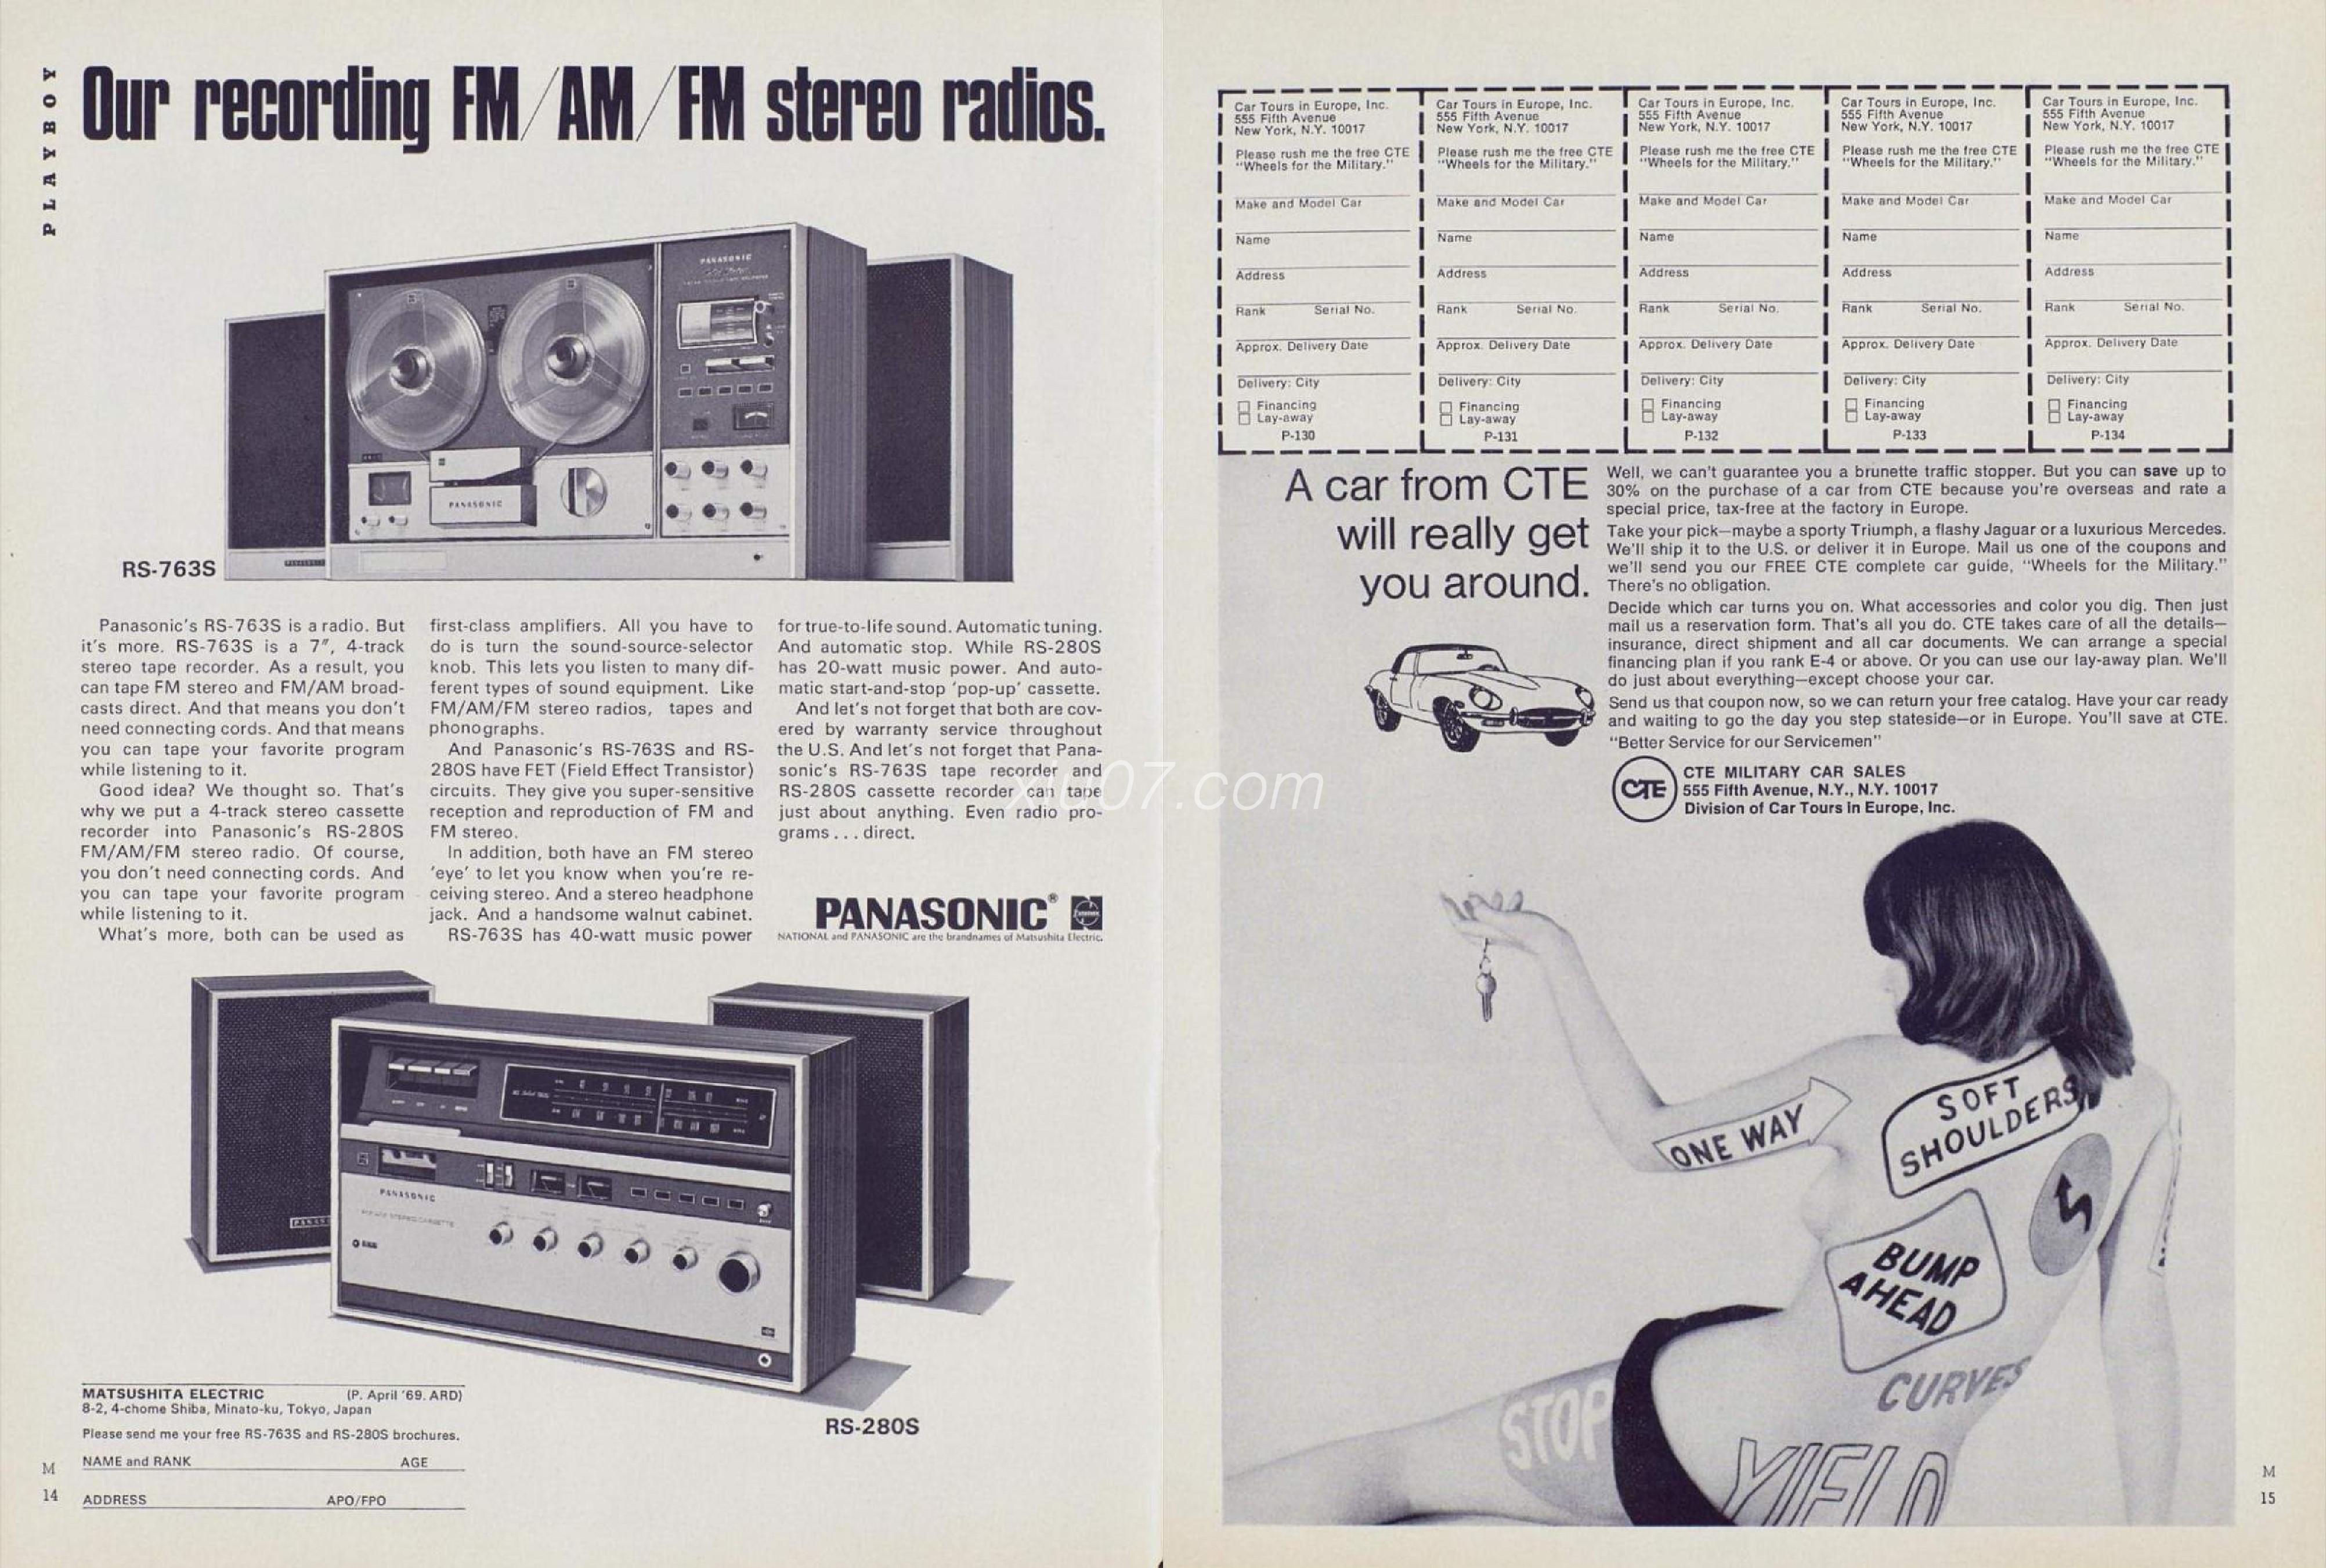 PLAYBOY
Our recording FM/AM/FM stereo radios.
PANASONIC
PANASONIC
RS-763S
Panasonic's RS-763S is a radio. But
it's more. RS-763S is a 7", 4-track
stereo tape recorder. As a result, you
can tape FM stereo and FM/AM broad-
casts direct. And that means you don't
need connecting cords. And that means
you can tape your favorite program
while listening to it.
Good idea? We thought so. That's
why we put a 4-track stereo cassette
recorder into Panasonic's RS-280S
FM/AM/FM stereo radio. Of course,
you don't need connecting cords. And
you can tape your favorite program
while listening to it.
What's more, both can be used as
first-class amplifiers. All you have to
do is turn the sound-source-selector
knob. This lets you listen to many dif-
ferent types of sound equipment. Like
FM/AM/FM stereo radios, tapes and
phonographs.
And Panasonic's RS-763S and RS-
280S have FET (Field Effect Transistor)
circuits. They give you super-sensitive
reception and reproduction of FM and
FM stereo.
In addition, both have an FM stereo
'eye' to let you know when you're re-
ceiving stereo. And a stereo headphone
jack. And a handsome walnut cabinet.
RS-763S has 40-watt music power
for true-to-life sound. Automatic tuning.
And automatic stop. While RS-280S
has 20-watt music power. And auto-
matic start-and-stop 'pop-up' cassette.
And let's not forget that both are cov-
ered by warranty service throughout
the U.S. And let's not forget that Pana-
sonic's RS-763S tape recorder and
RS-280S cassette recorder can tape
just about anything. Even radio pro-
grams . . . direct.
PANASONIC®
NATIONAL and PANASONIC are the brandnames of Matsushita Electric.
PANASONIC
RS-280S
MATSUSHITA ELECTRIC (P. April '69. ARD)
8-2, 4-chome Shiba, Minato-ku, Tokyo, Japan
Please send me your free RS-763S and RS-280S brochures.
NAME and RANK AGE
ADDRESS APO/FPO
M
14
Car Tours in Europe, Inc.
555 Fifth Avenue
New York, N.Y. 10017
Please rush me the free CTE
"Wheels for the Military."
Make and Model Car
Name
Address
Rank Serial No.
Approx. Delivery Date
Delivery: City
Financing
Lay-away
P-130
Car Tours in Europe, Inc.
555 Fifth Avenue
New York, N.Y. 10017
Please rush me the free CTE
"Wheels for the Military."
Make and Model Car
Name
Address
Rank Serial No.
Approx. Delivery Date
Delivery: City
Financing
Lay-away
P-131
Car Tours in Europe, Inc.
555 Fifth Avenue
New York, N.Y. 10017
Please rush me the free CTE
"Wheels for the Military."
Make and Model Car
Name
Address
Rank Serial No.
Approx. Delivery Date
Delivery: City
Financing
Lay-away
P-132
Car Tours in Europe, Inc.
555 Fifth Avenue
New York, N.Y. 10017
Please rush me the free CTE
"Wheels for the Military."
Make and Model Car
Name
Address
Rank Serial No.
Approx. Delivery Date
Delivery: City
Financing
Lay-away
P-133
Car Tours in Europe, Inc.
555 Fifth Avenue
New York, N.Y. 10017
Please rush me the free CTE
"Wheels for the Military."
Make and Model Car
Name
Address
Rank Serial No.
Approx. Delivery Date
Delivery: City
Financing
Lay-away
P-134
A car from CTE
will really get
you around.
Well, we can't guarantee you a brunette traffic stopper. But you can save up to
30% on the purchase of a car from CTE because you're overseas and rate a
special price, tax-free at the factory in Europe.
Take your pick—maybe a sporty Triumph, a flashy Jaguar or a luxurious Mercedes.
We'll ship it to the U.S. or deliver it in Europe. Mail us one of the coupons and
we'll send you our FREE CTE complete car guide, "Wheels for the Military."
There's no obligation.
Decide which car turns you on. What accessories and color you dig. Then just
mail us a reservation form. That's all you do. CTE takes care of all the details—
insurance, direct shipment and all car documents. We can arrange a special
financing plan if you rank E-4 or above. Or you can use our lay-away plan. We'll
do just about everything—except choose your car.
Send us that coupon now, so we can return your free catalog. Have your car ready
and waiting to go the day you step stateside—or in Europe. You'll save at CTE.
"Better Service for our Servicemen"
CTE
CTE MILITARY CAR SALES
555 Fifth Avenue, N.Y., N.Y. 10017
Division of Car Tours in Europe, Inc.
xiu07.com
ONE WAY
SOFT
SHOULDERS
BUMP
AHEAD
CURVES
STOP
YIELD
M
15